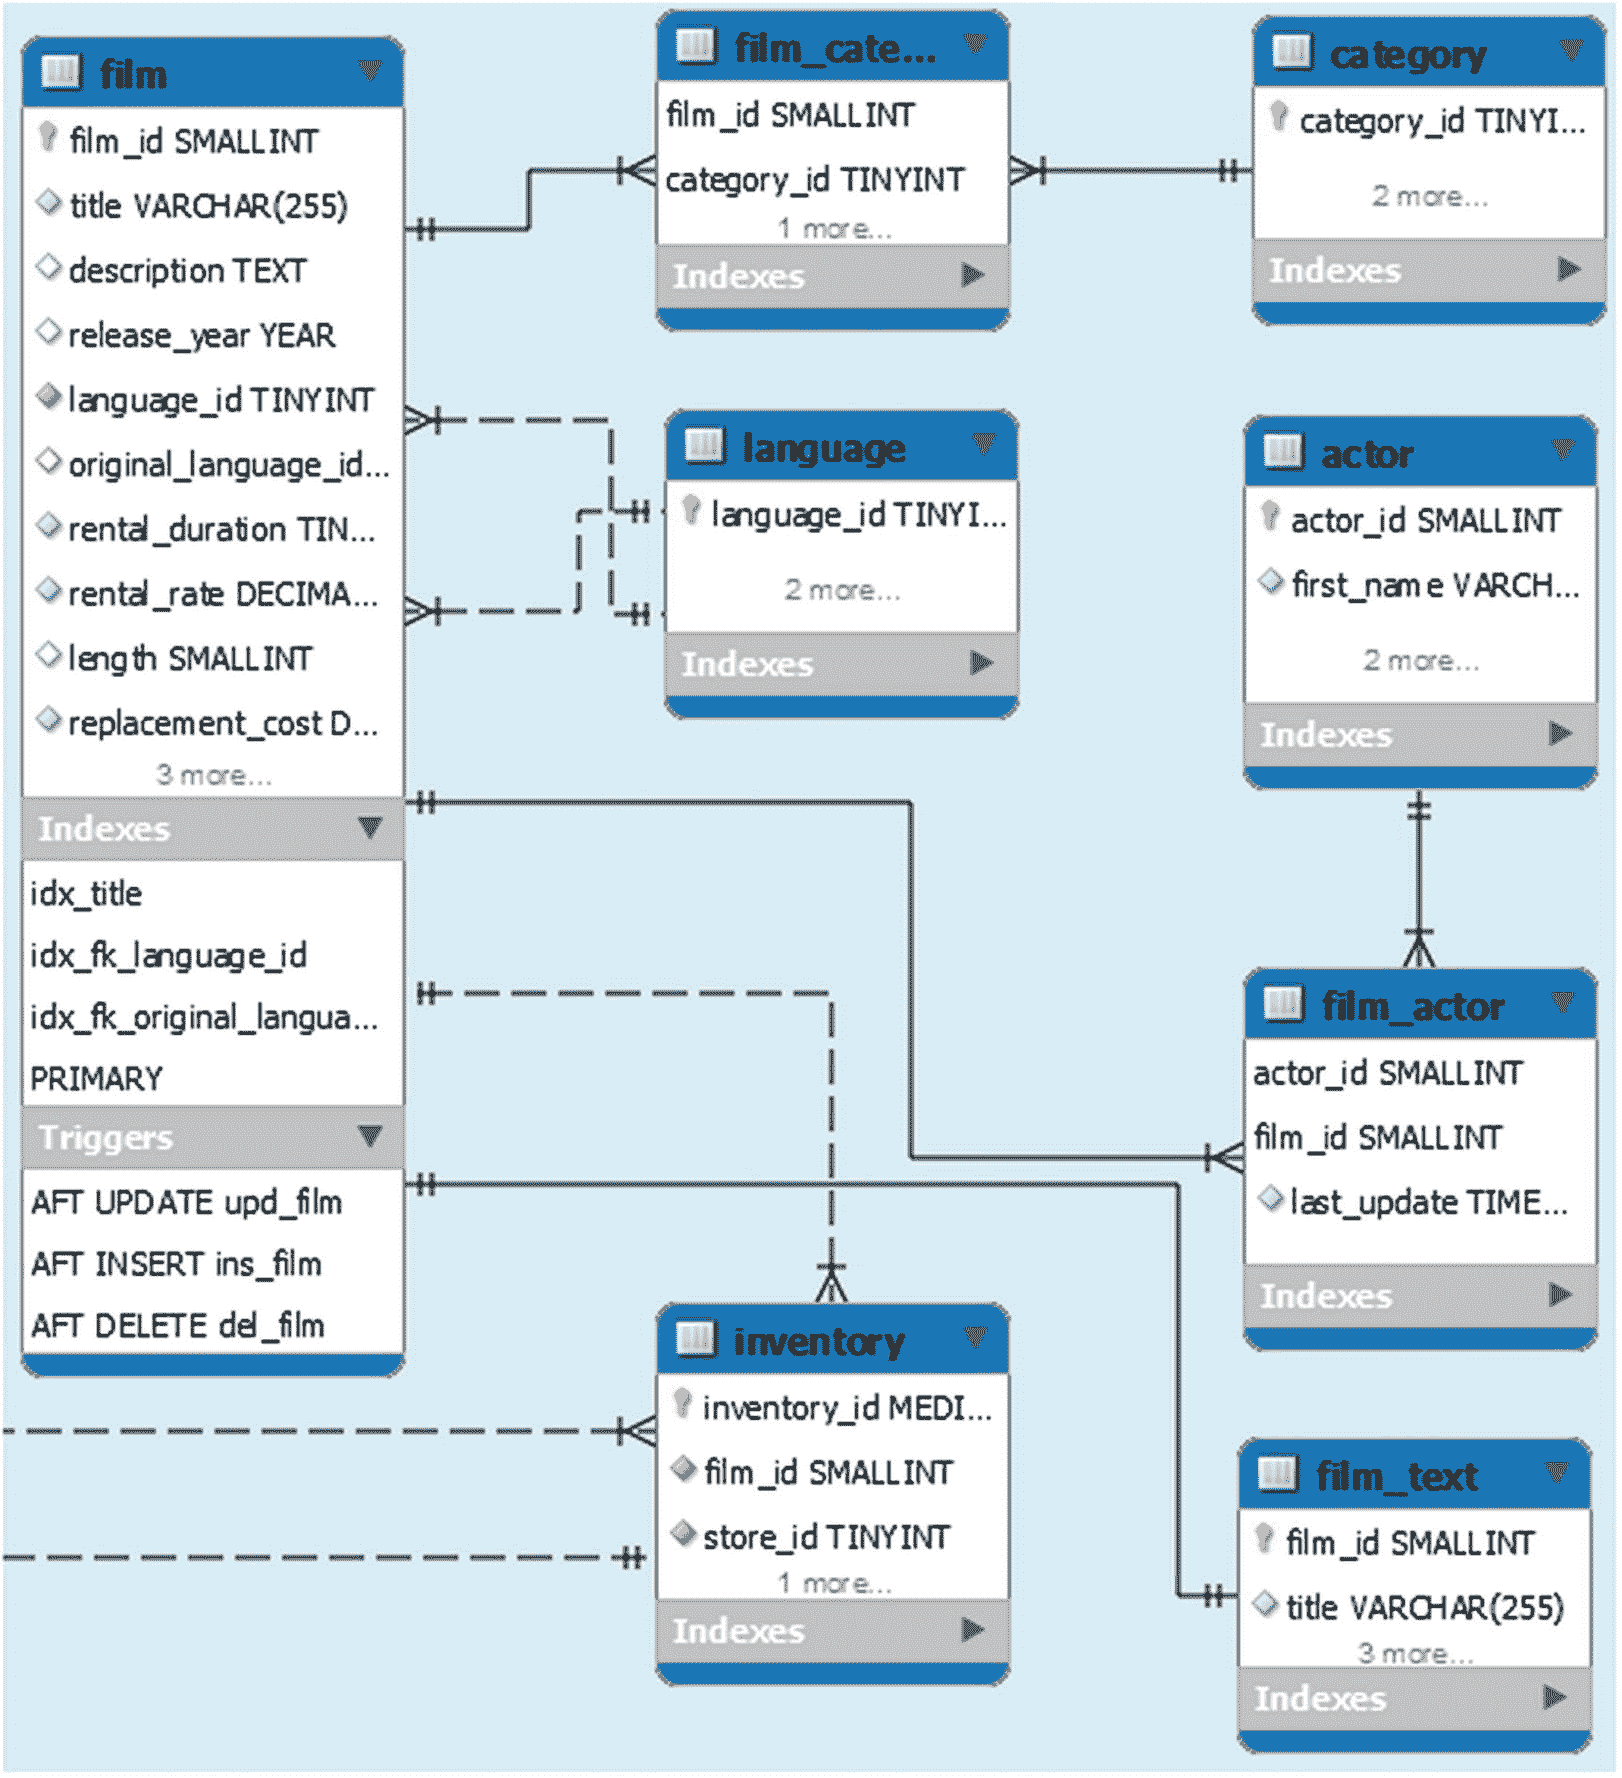 film
film_id SMALLINT
title VARCHAR(255)
description TEXT
release_year YEAR
language_id TINYINT
original_language_id...
rental_duration TIN...
rental_rate DECIMA...
length SMALLINT
replacement_cost D...
3 more...
Indexes
idx_title
idx_fk_language_id
idx_fk_original_langua...
PRIMARY
Triggers
AFT UPDATE upd_film
AFT INSERT ins_film
AFT DELETE del_film
film_cate...
film_id SMALLINT
category_id TINYINT
1 more...
Indexes
category
category_id TINYI...
2 more...
Indexes
language
language_id TINYI...
2 more...
Indexes
actor
actor_id SMALLINT
first_name VARCH...
2 more...
Indexes
film_actor
actor_id SMALLINT
film_id SMALLINT
last_update TIME...
Indexes
inventory
inventory_id MEDI...
film_id SMALLINT
store_id TINYINT
1 more...
Indexes
film_text
film_id SMALLINT
title VARCHAR(255)
3 more...
Indexes